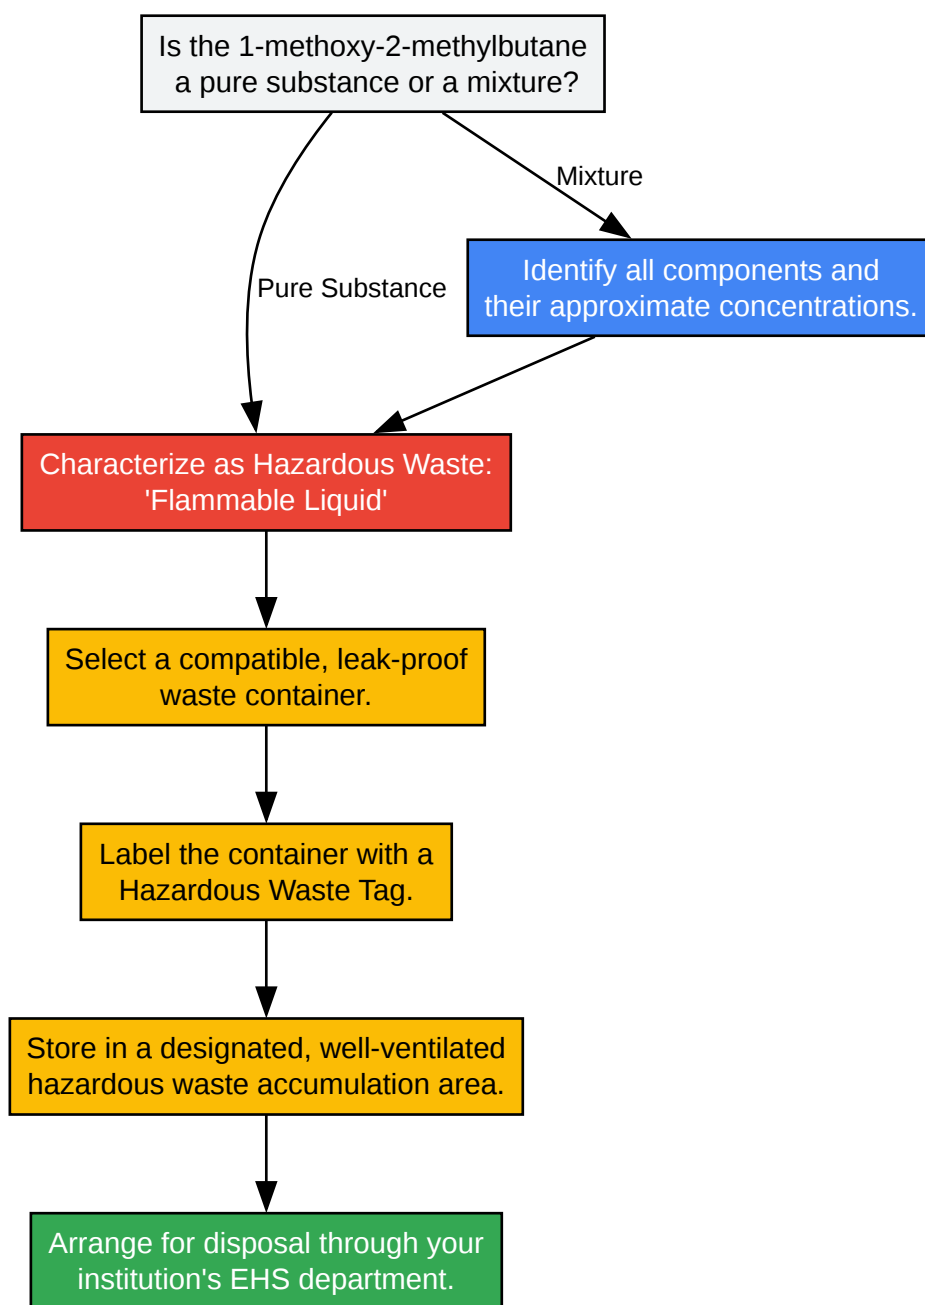 Is the 1-methoxy-2-methylbutane
a pure substance or a mixture?
Mixture
Identify all components and
their approximate concentrations.
Pure Substance
Characterize as Hazardous Waste:
'Flammable Liquid'
Select a compatible, leak-proof
waste container.
Label the container with a
Hazardous Waste Tag.
Store in a designated, well-ventilated
hazardous waste accumulation area.
Arrange for disposal through your
institution's EHS department.